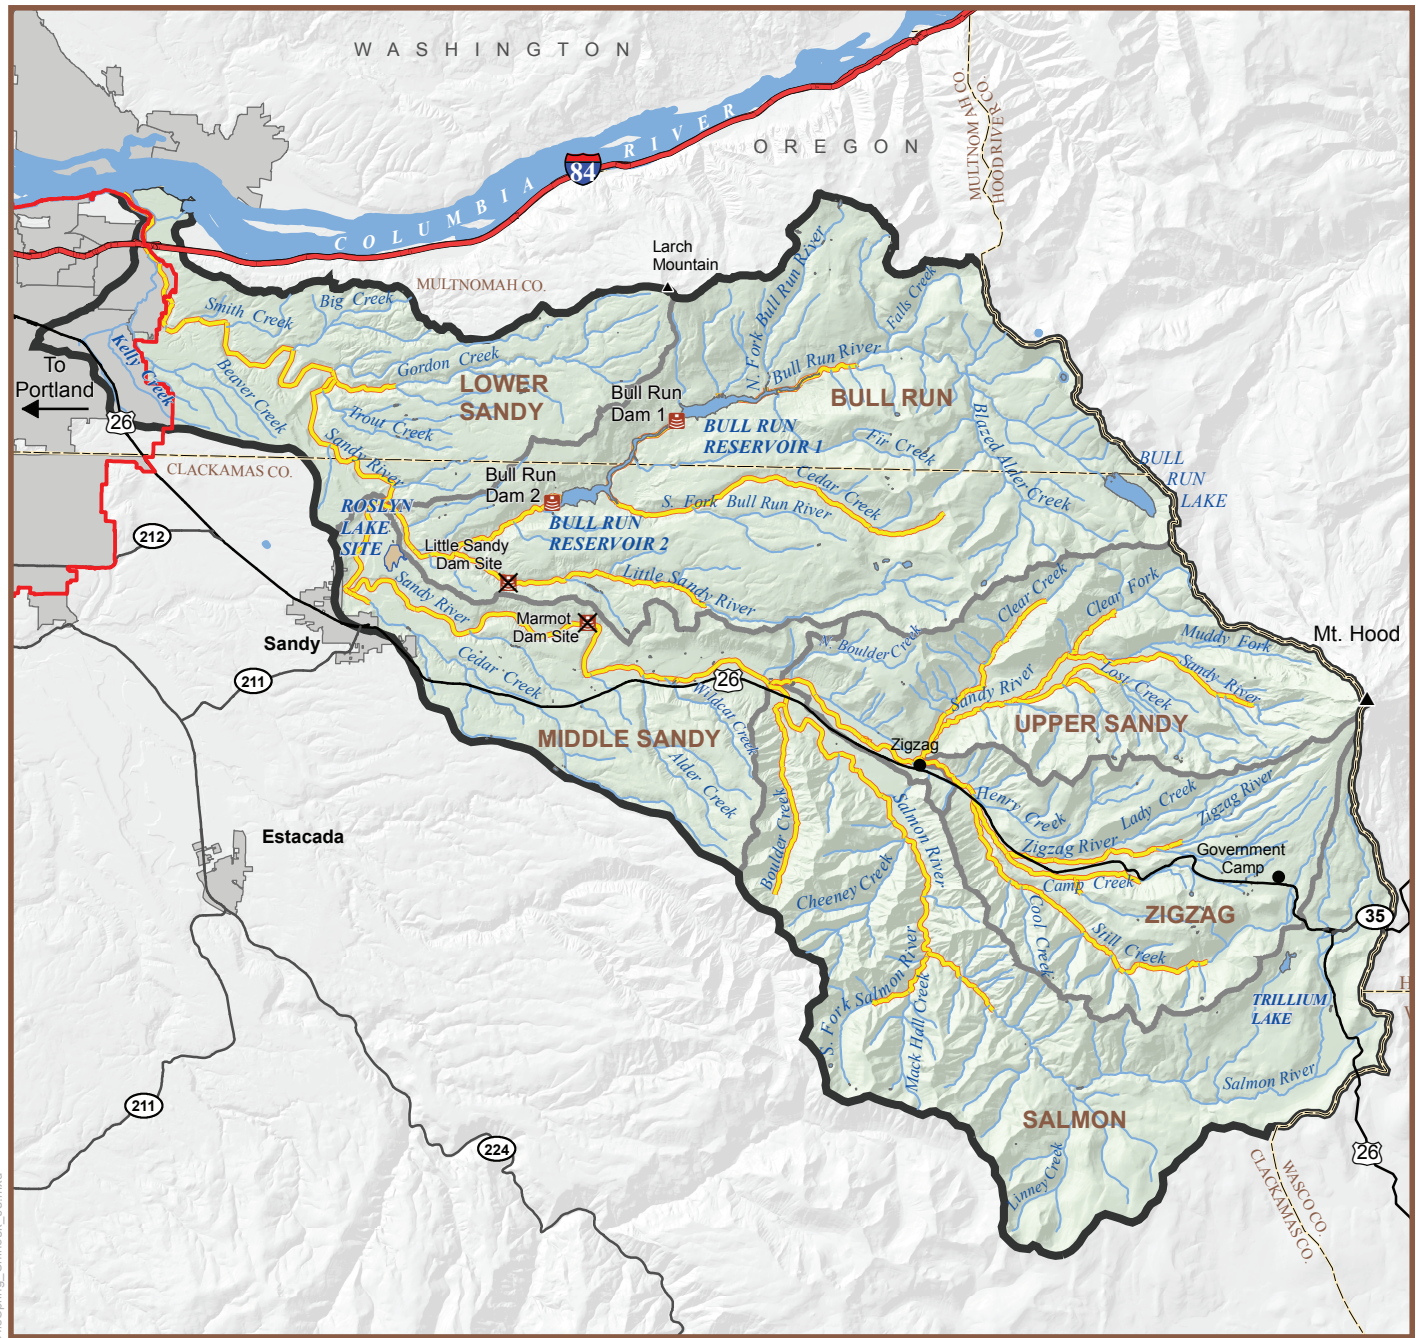 WASHINGTON
COLUMBIA RIVER
84
OREGON
MULTNOMAH CO.
HOOD RIVER CO.
Larch
Mountain
MULTNOMAH CO.
Smith Creek
Big Creek
N. Fork Bull Run River
Falls Creek
Kelly Creek
Beaver Creek
Gordon Creek
LOWER
SANDY
Bull Run River
BULL RUN
To
Portland
26
Bull Run
Dam 1
Trout Creek
BULL RUN
RESERVOIR 1
Fir Creek
Blazed Alder Creek
Sandy River
CLACKAMAS CO.
Bull Run
Dam 2
Cedar Creek
S. Fork Bull Run River
BULL
RUN
LAKE
ROSLYN
LAKE
SITE
BULL RUN
RESERVOIR 2
212
Little Sandy
Dam Site
Little Sandy River
Clear Creek
Clear Fork
Sandy River
Marmot
Dam Site
N. Boulder Creek
Muddy Fork
Mt. Hood
Sandy
Cedar Creek
211
26
Wildcat Creek
Sandy River
Lost Creek
Sandy River
UPPER SANDY
MIDDLE SANDY
Zigzag
Alder Creek
Henry Creek
Lady Creek
Zigzag River
Boulder Creek
Salmon River
Zigzag River
Government
Camp
Estacada
Cheeney Creek
Camp Creek
Cool Creek
ZIGZAG
35
Still Creek
S. Fork Salmon River
Mack Hall Creek
TRILLIUM
LAKE
Salmon River
SALMON
211
224
26
Linney Creek
WASCO CO.
CLACKAMAS CO.